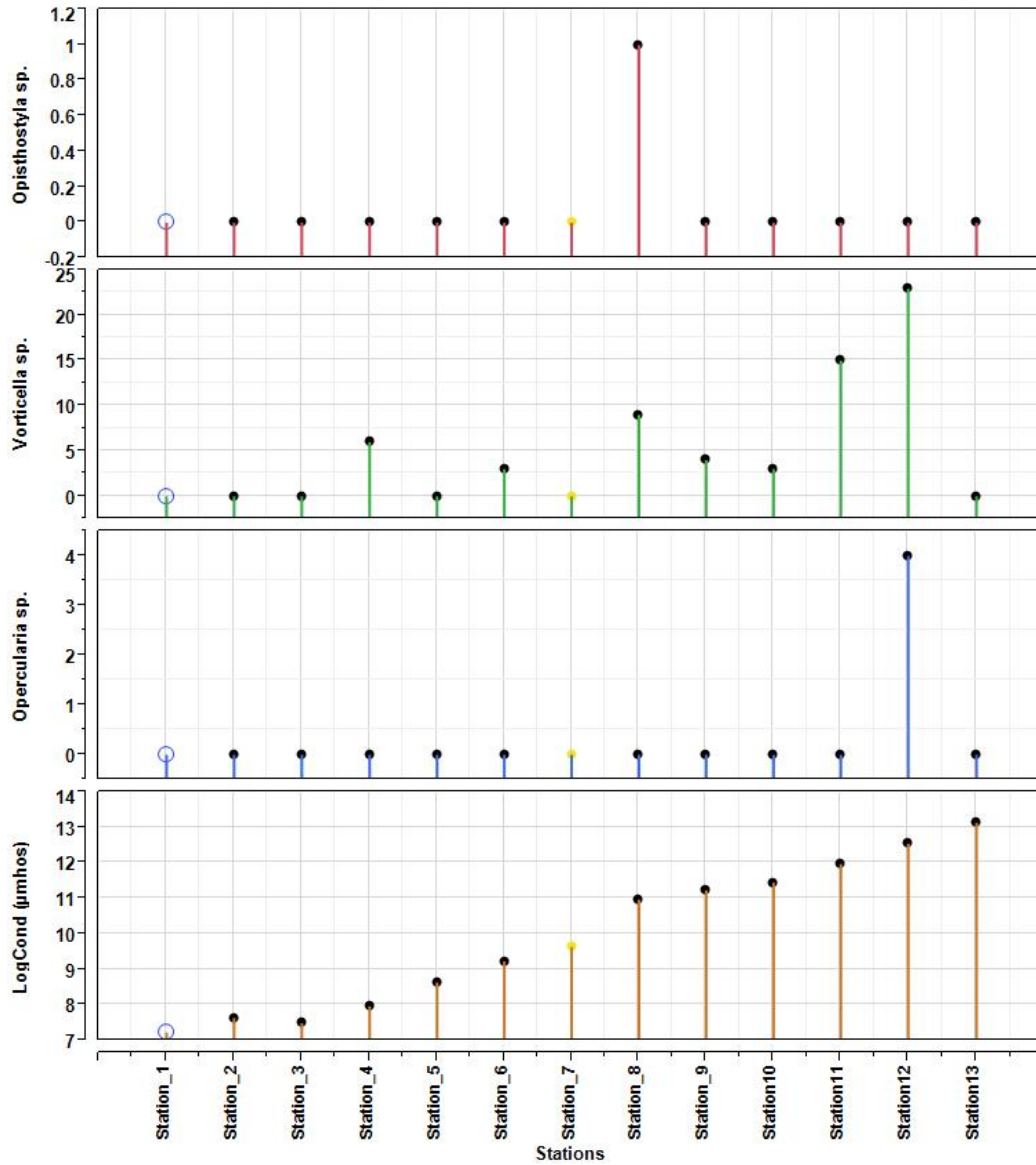 Opisthostyla sp.
1.2
1
0.8
0.6
0.4
0.2
0
-0.2
Vorticella sp.
25
20
15
10
5
0
Opercularia sp.
4
3
2
1
0
LogCond (µmhos)
14
13
12
11
10
9
8
7
Station_1
Station_2
Station_3
Station_4
Station_5
Station_6
Station_7
Station_8
Station_9
Station10
Station11
Station12
Station13
Stations